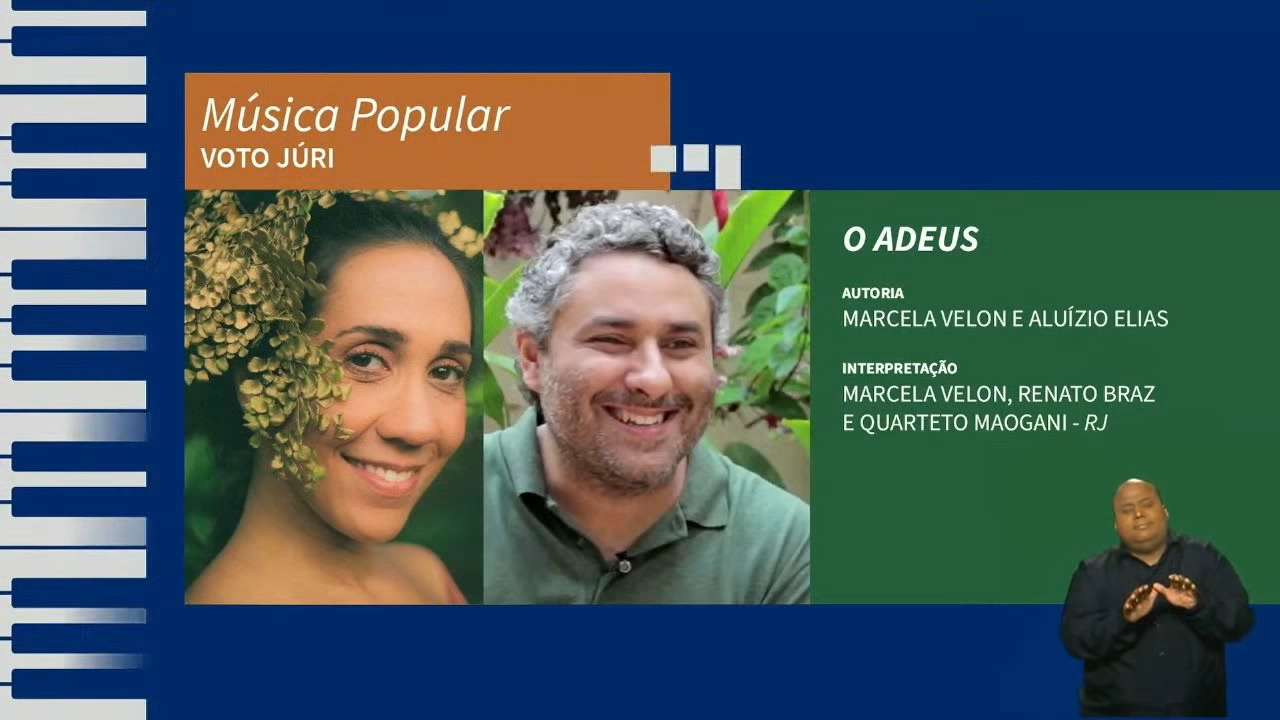 Música Popular
VOTO JÚRI
O ADEUS
AUTORIA
MARCELA VELON E ALUÍZIO ELIAS
INTERPRETAÇÃO
MARCELA VELON, RENATO BRAZ
E QUARTETO MAOGANI - RJ